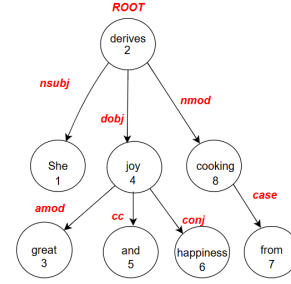 ROOT
derives
2
nsubj
dobj
nmod
She
1
joy
4
cooking
8
amod
cc
conj
case
great
3
and
5
happiness
6
from
7